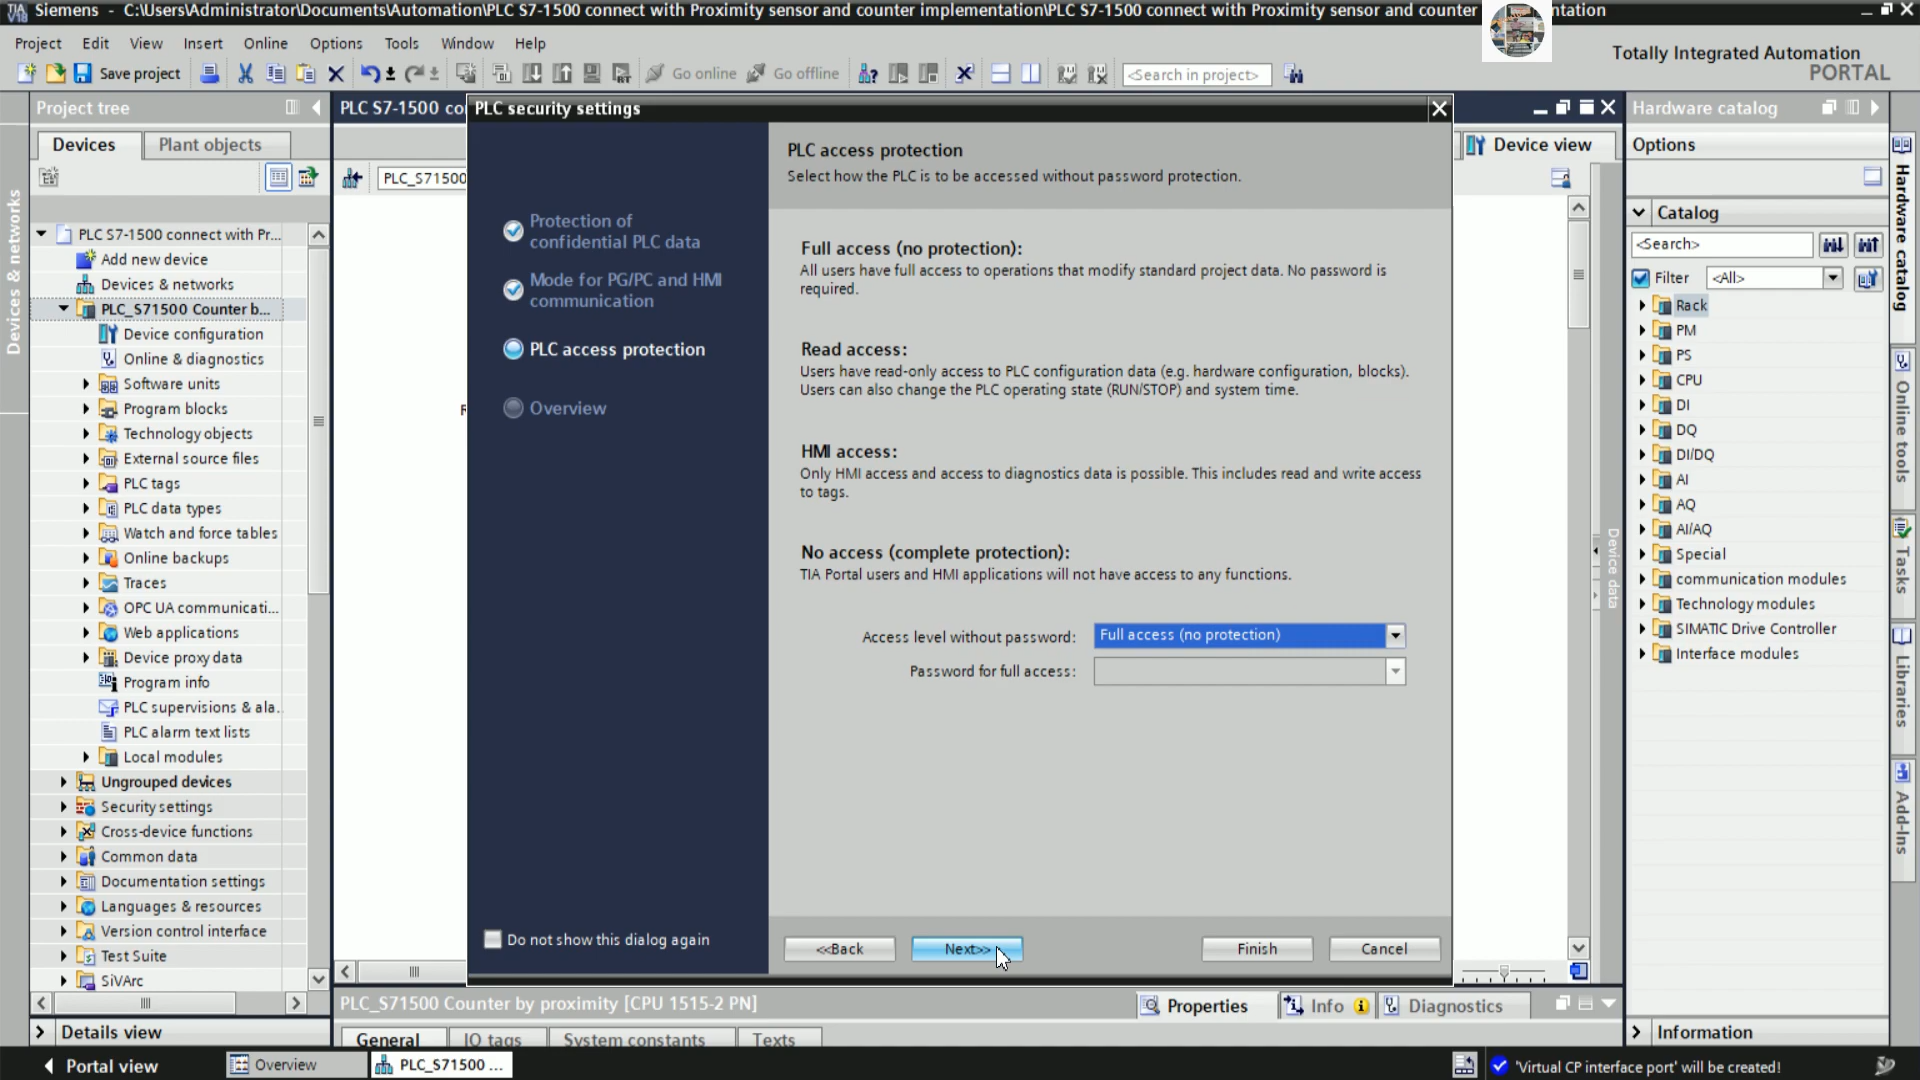 Siemens - C:\Users\Administrator\Documents\Automation\PLC S7-1500 connect with Proximity sensor and counter implementation\PLC S7-1500 connect with Proximity sensor and counter
ntation
Project Edit View Insert Online Options Tools Window Help
Totally Integrated Automation
PORTAL
Save project
Go online
Go offline
<Search in project>
Project tree
PLC S7-1500 co
PLC security settings
Hardware catalog
Devices
Plant objects
PLC access protection
Select how the PLC is to be accessed without password protection.
Device view
Options
PLC_S71500
Devices & networks
PLC S7-1500 connect with Pr...
Add new device
Devices & networks
PLC_S71500 Counter b...
Device configuration
Online & diagnostics
Software units
Program blocks
Technology objects
External source files
PLC tags
PLC data types
Watch and force tables
Online backups
Traces
OPC UA communicati...
Web applications
Device proxy data
Program info
PLC supervisions & ala.
PLC alarm text lists
Local modules
Ungrouped devices
Security settings
Cross-device functions
Common data
Documentation settings
Languages & resources
Version control interface
Test Suite
SiVArc
Details view
Protection of
confidential PLC data
Mode for PG/PC and HMI
communication
PLC access protection
Overview
Do not show this dialog again
Full access (no protection):
All users have full access to operations that modify standard project data. No password is
required.
Read access:
Users have read-only access to PLC configuration data (e.g. hardware configuration, blocks).
Users can also change the PLC operating state (RUN/STOP) and system time.
HMI access:
Only HMI access and access to diagnostics data is possible. This includes read and write access
to tags.
No access (complete protection):
TIA Portal users and HMI applications will not have access to any functions.
Access level without password: Full access (no protection)
Password for full access:
<<Back
Next>>
Finish
Cancel
Device data
Catalog
<Search>
Filter <All>
Rack
PM
PS
CPU
DI
DQ
DI/DQ
AI
AQ
AI/AQ
Special
communication modules
Technology modules
SIMATIC Drive Controller
Interface modules
Information
Hardware catalog
Online tools
Tasks
Libraries
Add-Ins
PLC_S71500 Counter by proximity [CPU 1515-2 PN]
Properties
Info
Diagnostics
General
IO tags
System constants
Texts
Portal view
Overview
PLC_S71500 ...
'Virtual CP interface port' will be created!